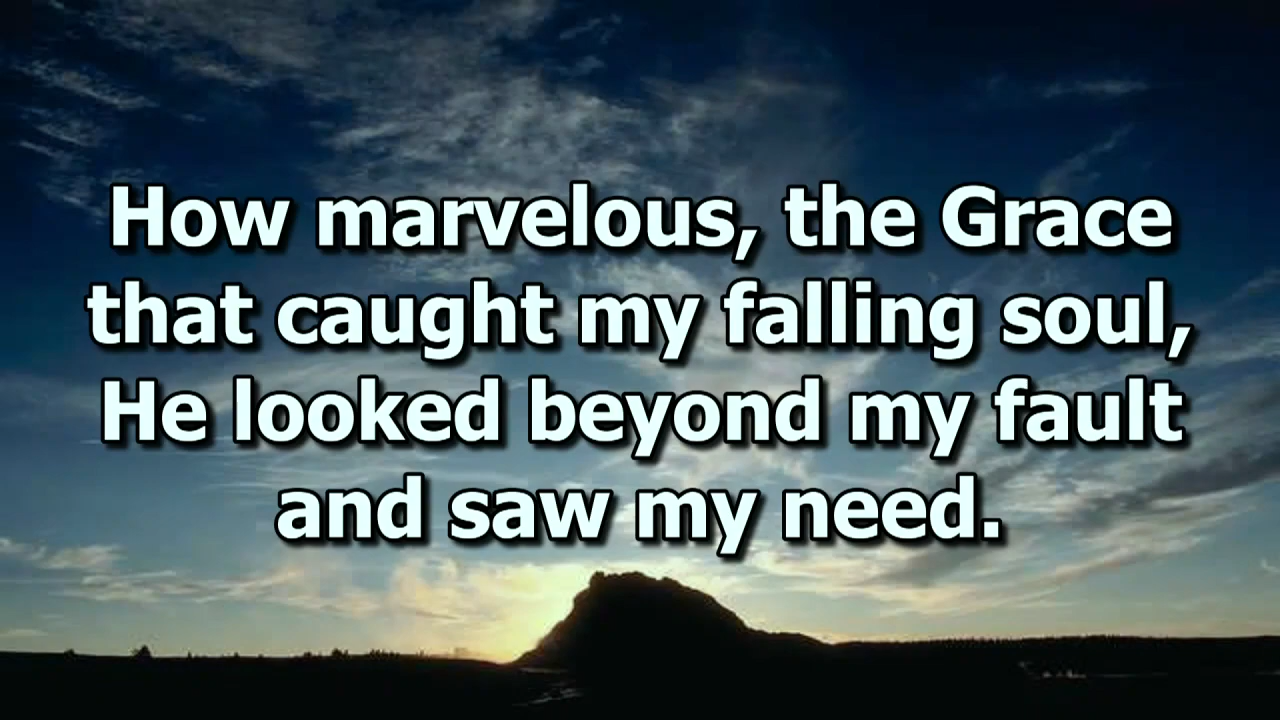 How marvelous, the Grace
that caught my falling soul,
He looked beyond my fault
and saw my need.